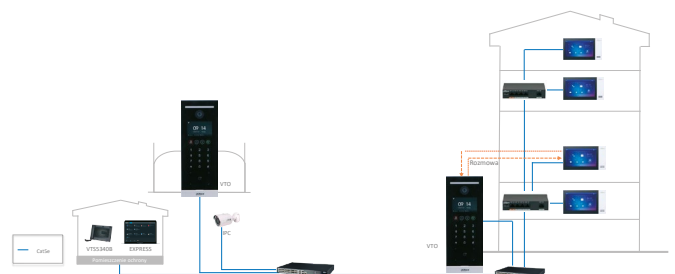 09 14
VTO
Rozmowa
IPC
09 14
VTO
Cat5e
VTS5340B
EXPRESS
Pomieszczenie ochrony